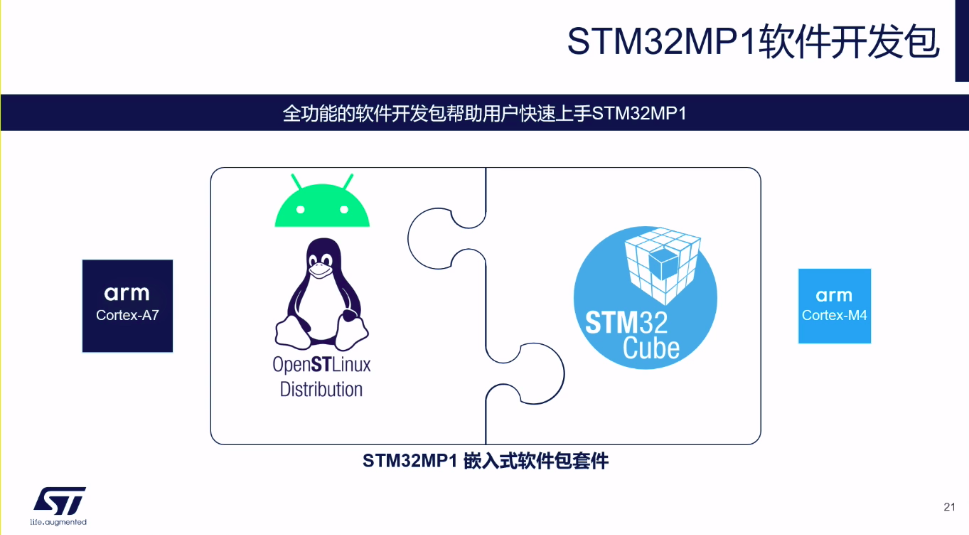 STM32MP1软件开发包
全功能的软件开发包帮助用户快速上手STM32MP1
arm
Cortex-A7
OpenSTLinux
Distribution
STM32
Cube
arm
Cortex-M4
STM32MP1 嵌入式软件包套件
ST
life.augmented
21